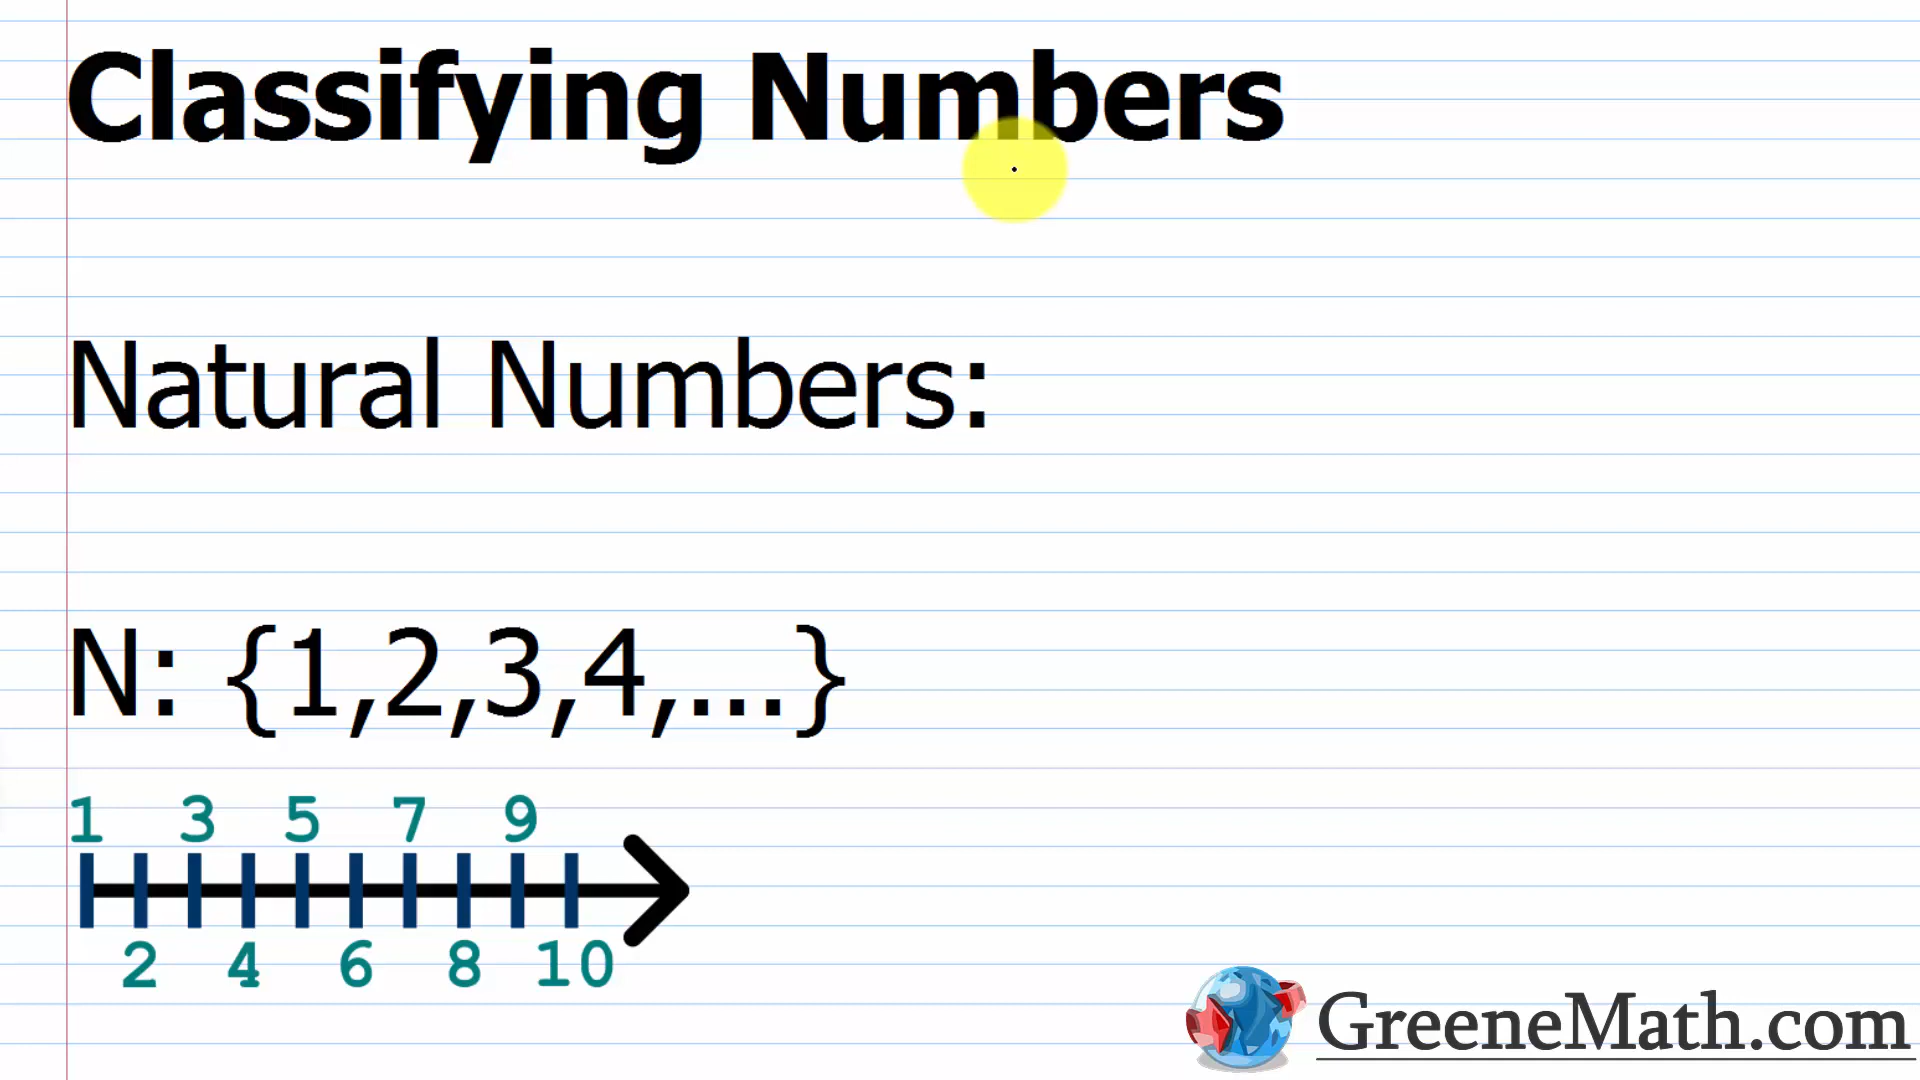 Classifying Numbers
Natural Numbers:
N: {1,2,3,4,...}
1 3 5 7 9
2 4 6 8 10
GreeneMath.com